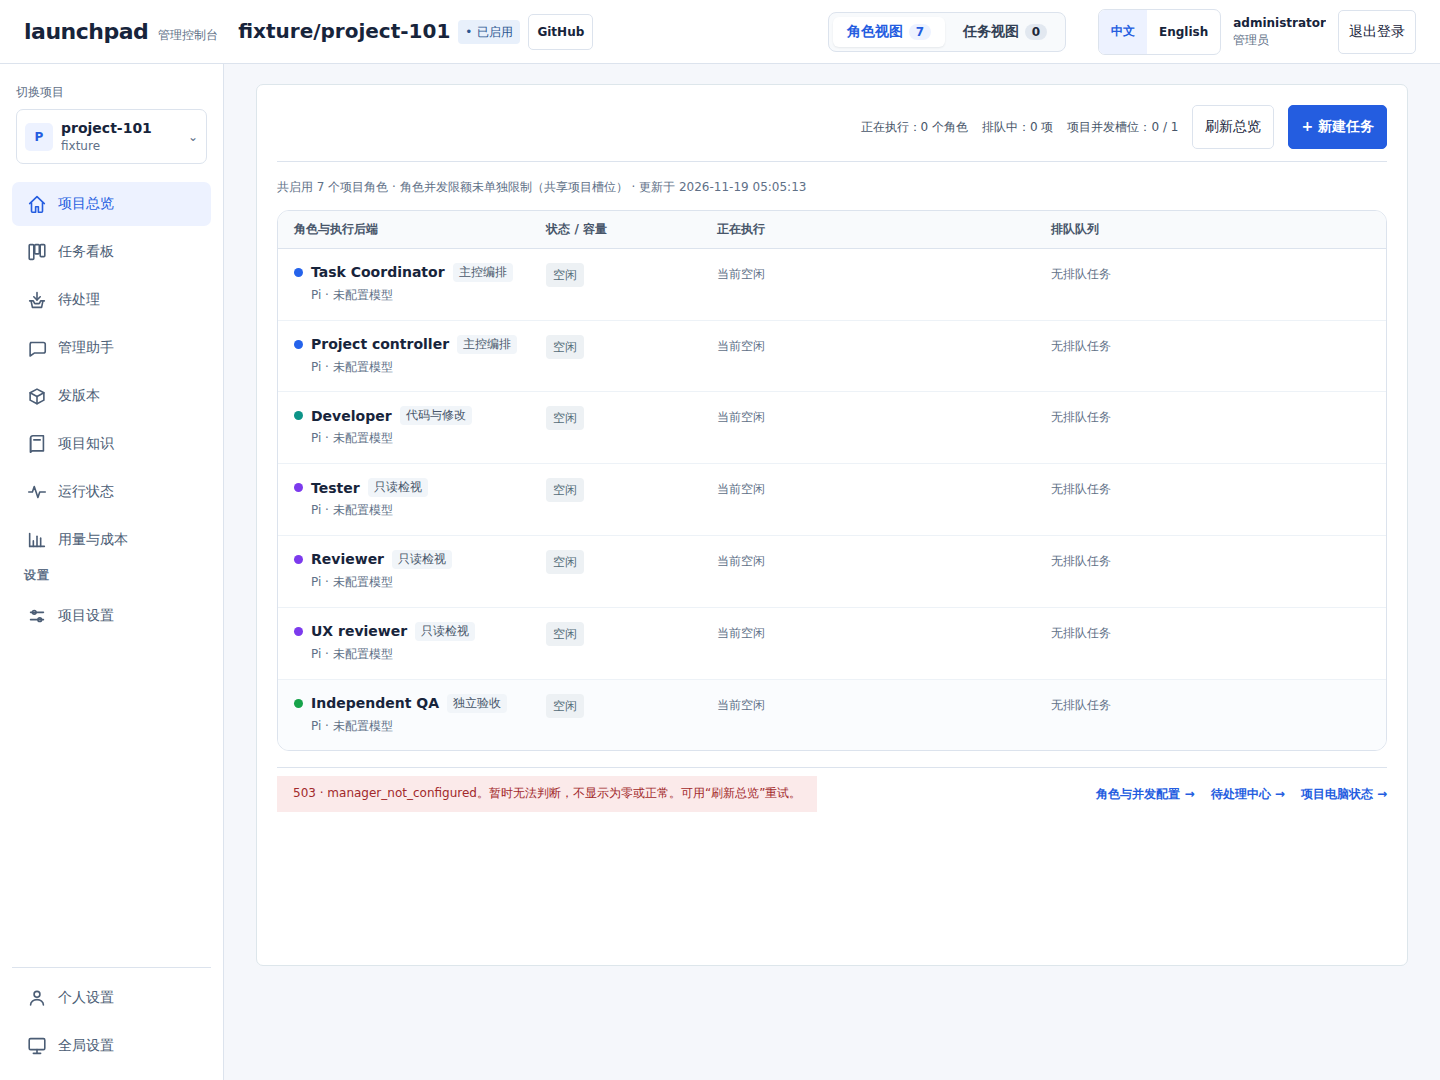 launchpad 管理控制台 fixture/project-101 • 已启用 GitHub 角色视图 7 任务视图 0 中文 English administrator 管理员 退出登录
切换项目
P project-101
fixture
项目总览
任务看板
待处理
管理助手
发版本
项目知识
运行状态
用量与成本
设置
项目设置
个人设置
全局设置
正在执行：0 个角色 排队中：0 项 项目并发槽位：0 / 1 刷新总览 + 新建任务
共启用 7 个项目角色 · 角色并发限额未单独限制（共享项目槽位） · 更新于 2026-11-19 05:05:13
角色与执行后端 状态 / 容量 正在执行 排队队列
Task Coordinator 主控编排 空闲 当前空闲 无排队任务
Pi · 未配置模型
Project controller 主控编排 空闲 当前空闲 无排队任务
Pi · 未配置模型
Developer 代码与修改 空闲 当前空闲 无排队任务
Pi · 未配置模型
Tester 只读检视 空闲 当前空闲 无排队任务
Pi · 未配置模型
Reviewer 只读检视 空闲 当前空闲 无排队任务
Pi · 未配置模型
UX reviewer 只读检视 空闲 当前空闲 无排队任务
Pi · 未配置模型
Independent QA 独立验收 空闲 当前空闲 无排队任务
Pi · 未配置模型
503 · manager_not_configured。暂时无法判断，不显示为零或正常。可用“刷新总览”重试。
角色与并发配置 → 待处理中心 → 项目电脑状态 →